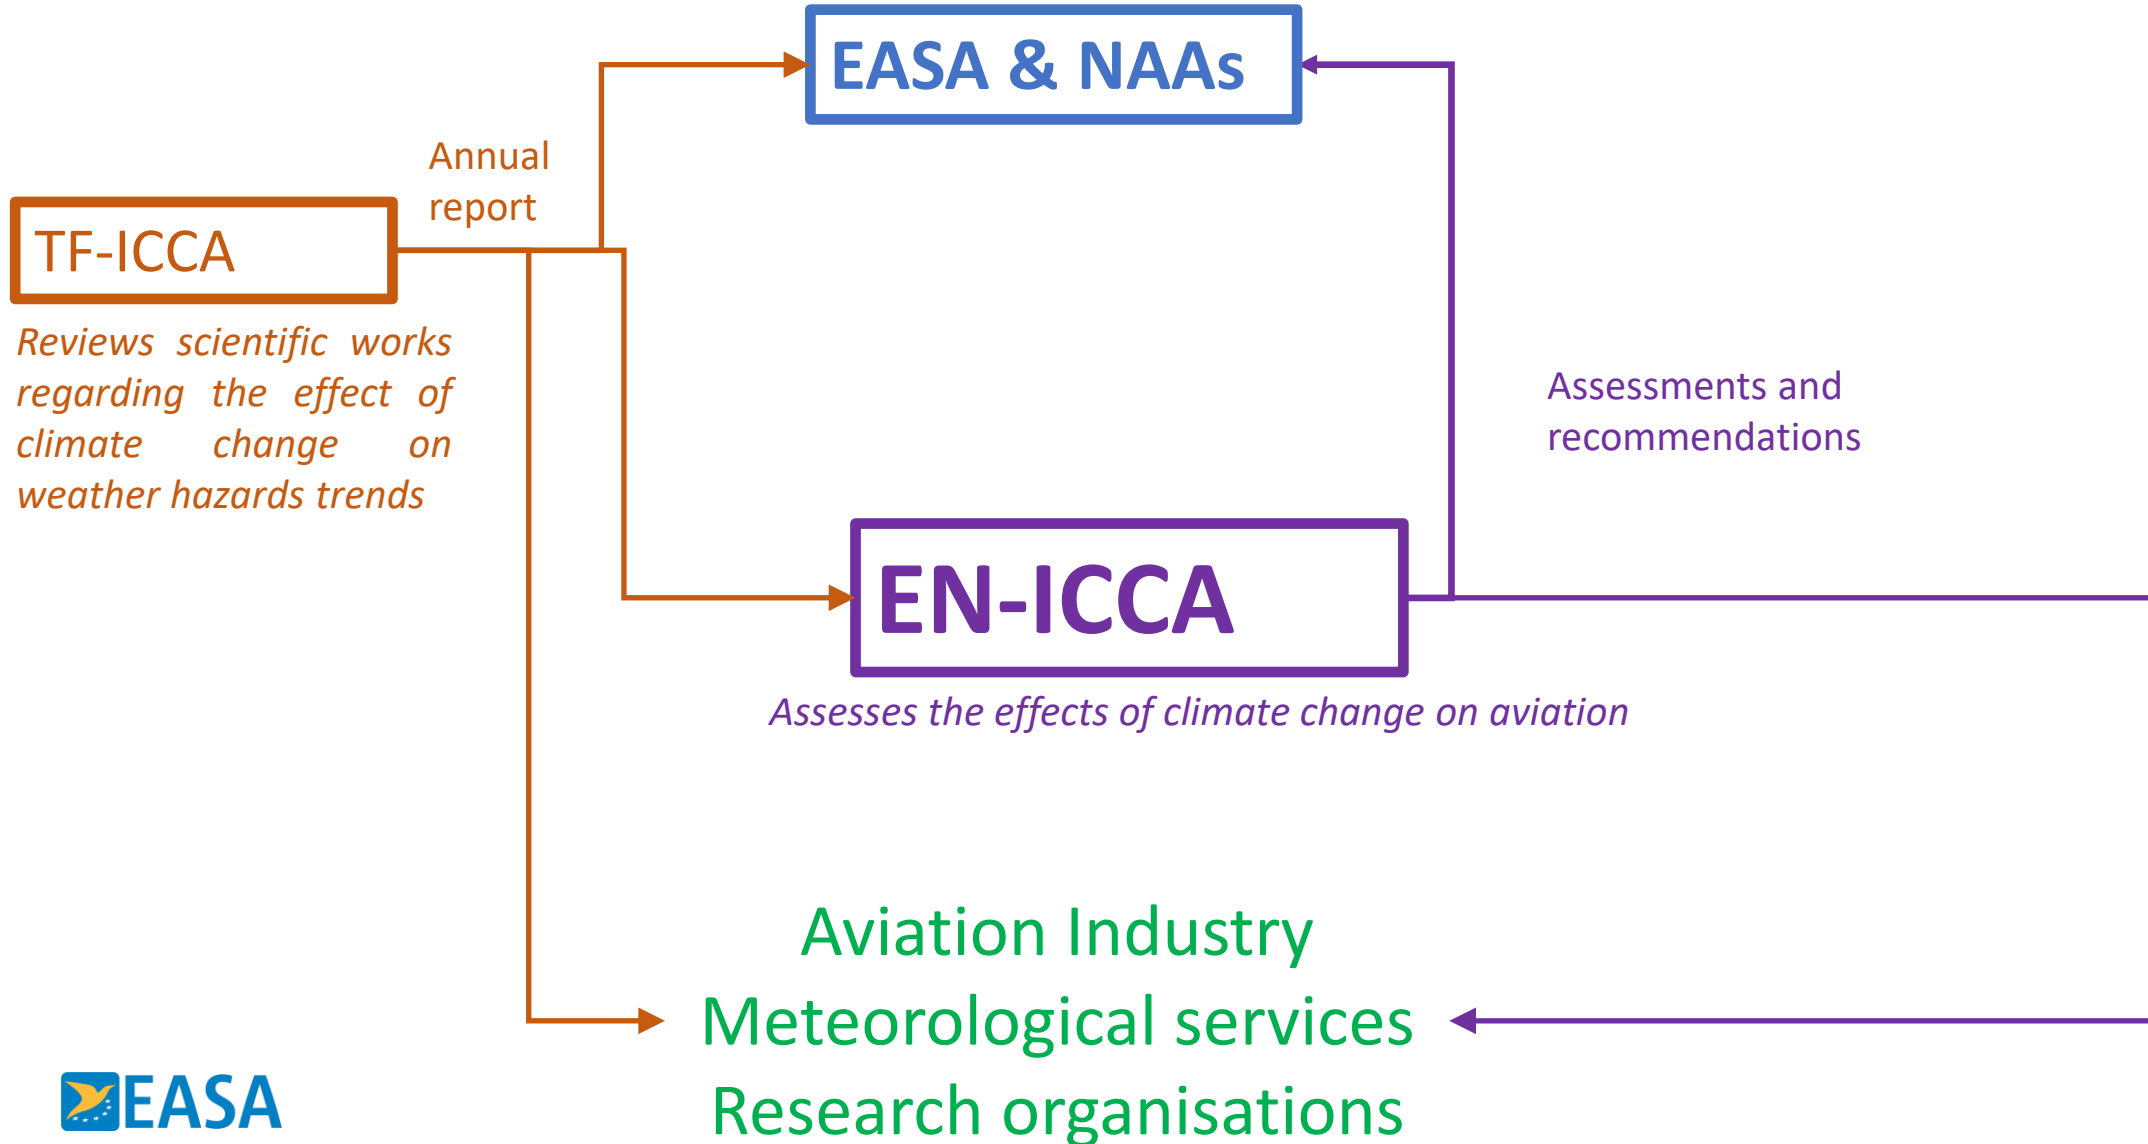 EASA & NAAs
Annual
report
TF-ICCA
Reviews scientific works
regarding the effect of
climate change on
weather hazards trends
Assessments and
recommendations
EN-ICCA
Assesses the effects of climate change on aviation
Aviation Industry
Meteorological services
Research organisations
EASA